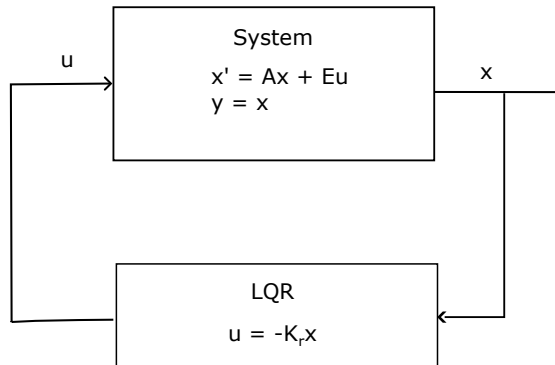 System
u
x' = Ax + Eu
x
y = x
LQR
u = -Kᵣx